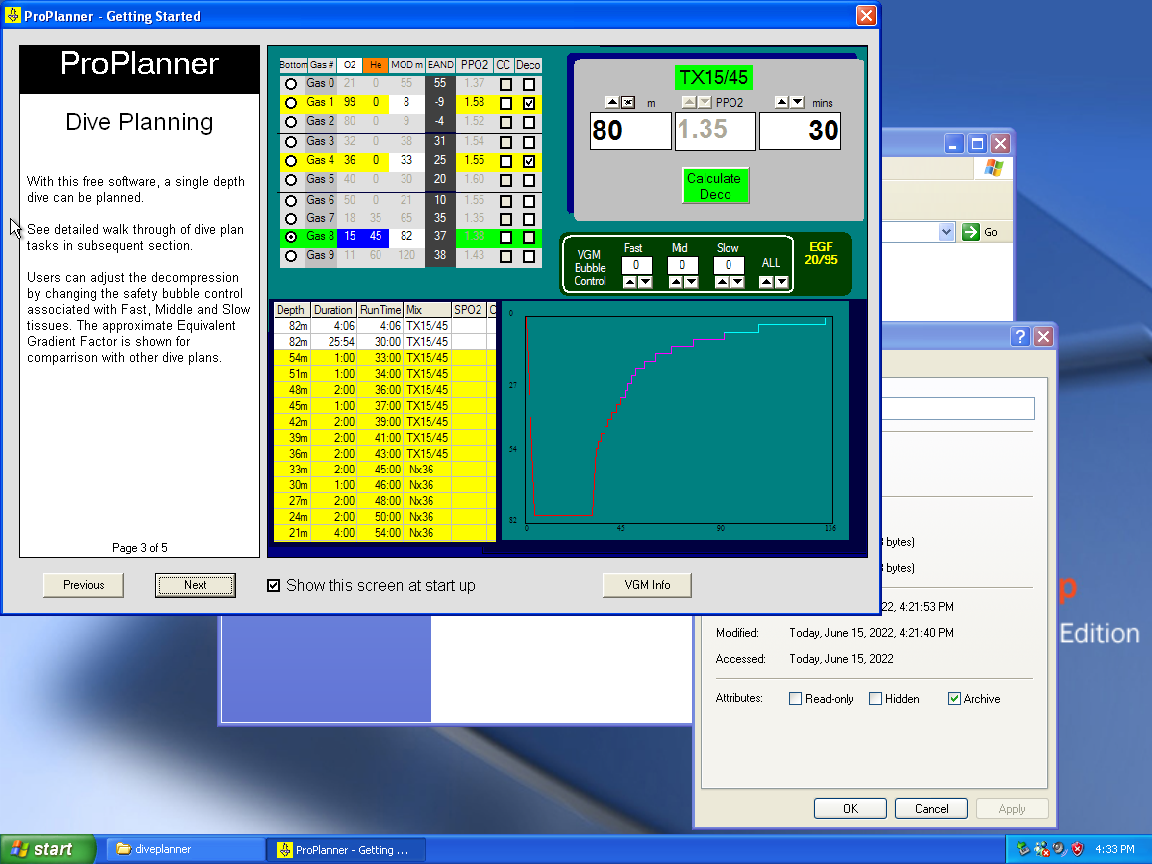 ProPlanner - Getting Started
ProPlanner
Dive Planning
With this free software, a single depth
dive can be planned.
See detailed walk through of dive plan
tasks in subsequent section.
Users can adjust the decompression
by changing the safety bubble control
associated with Fast, Middle and Slow
tissues. The approximate Equivalent
Gradient Factor is shown for
comparison with other dive plans.
Page 3 of 5
Bottom Gas # O2 He MOD m EAND PPO2 CC Deco
Gas 0 21 0 55 55 1.37
Gas 1 99 0 8 -9 1.58
Gas 2 80 0 9 -4 1.52
Gas 3 32 0 38 31 1.54
Gas 4 36 0 33 25 1.55
Gas 5 40 0 30 20 1.60
Gas 6 50 0 21 10 1.55
Gas 7 18 35 65 35 1.35
Gas 8 15 45 82 37 1.38
Gas 9 11 60 120 38 1.43
TX15/45
m PPO2 mins
80 1.35 30
Calculate
Deco
VGM
Bubble
Control
Fast Mid Slow
0 0 0
ALL
EGF
20/95
Depth Duration RunTime Mix SPO2 C
82m 4:06 4:06 TX15/45
82m 25:54 30:00 TX15/45
54m 1:00 33:00 TX15/45
51m 1:00 34:00 TX15/45
48m 2:00 36:00 TX15/45
45m 1:00 37:00 TX15/45
42m 2:00 39:00 TX15/45
39m 2:00 41:00 TX15/45
36m 2:00 43:00 TX15/45
33m 2:00 45:00 Nx36
30m 1:00 46:00 Nx36
27m 2:00 48:00 Nx36
24m 2:00 50:00 Nx36
21m 4:00 54:00 Nx36
0
27
54
82
0 45 90 136
Previous
Next
Show this screen at start up
VGM Info
Go
bytes)
bytes)
22, 4:21:53 PM
Modified: Today, June 15, 2022, 4:21:40 PM
Accessed: Today, June 15, 2022
Attributes: Read-only Hidden Archive
OK Cancel Apply
p
Edition
start
diveplanner
ProPlanner - Getting ...
4:33 PM